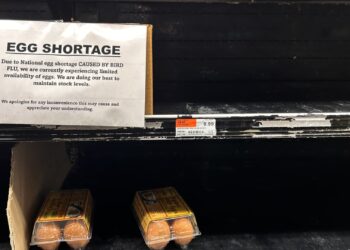 EGG SHORTAGE
Due to National egg shortage CAUSED BY BIRD
FLU, we are currently experiencing limited
availability of eggs. We are doing our best to
maintain stock levels.
We apologize for any inconvenience this may cause and
appreciate your understanding.
9.99